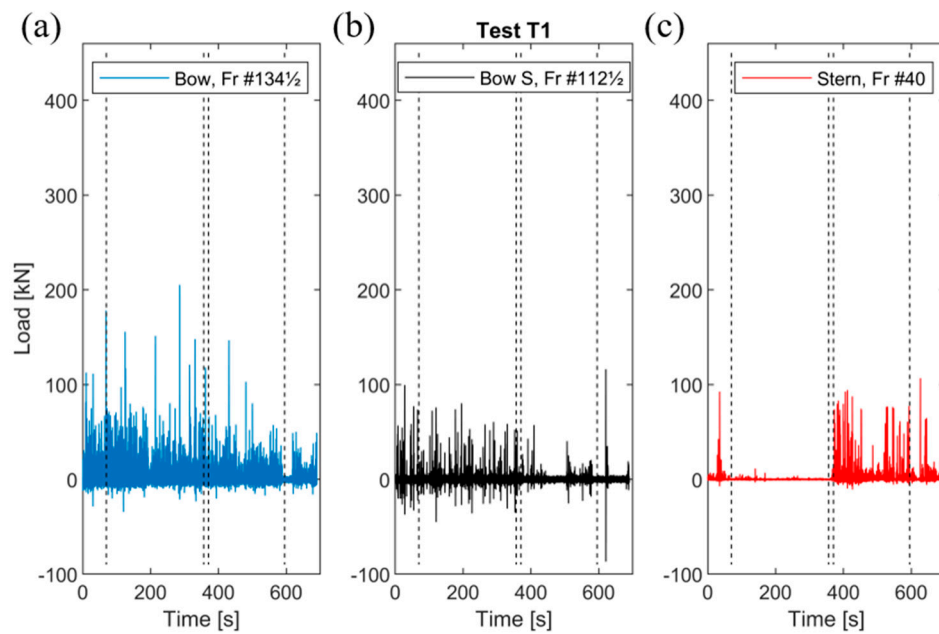 (a) (b) Test T1 (c)
Bow, Fr #134½ Bow S, Fr #112½ Stern, Fr #40
400 400 400
300 300 300
200 200 200
100 100 100
0 0 0
-100 -100 -100
Load [kN]
0 200 400 600 0 200 400 600 0 200 400 600
Time [s] Time [s] Time [s]